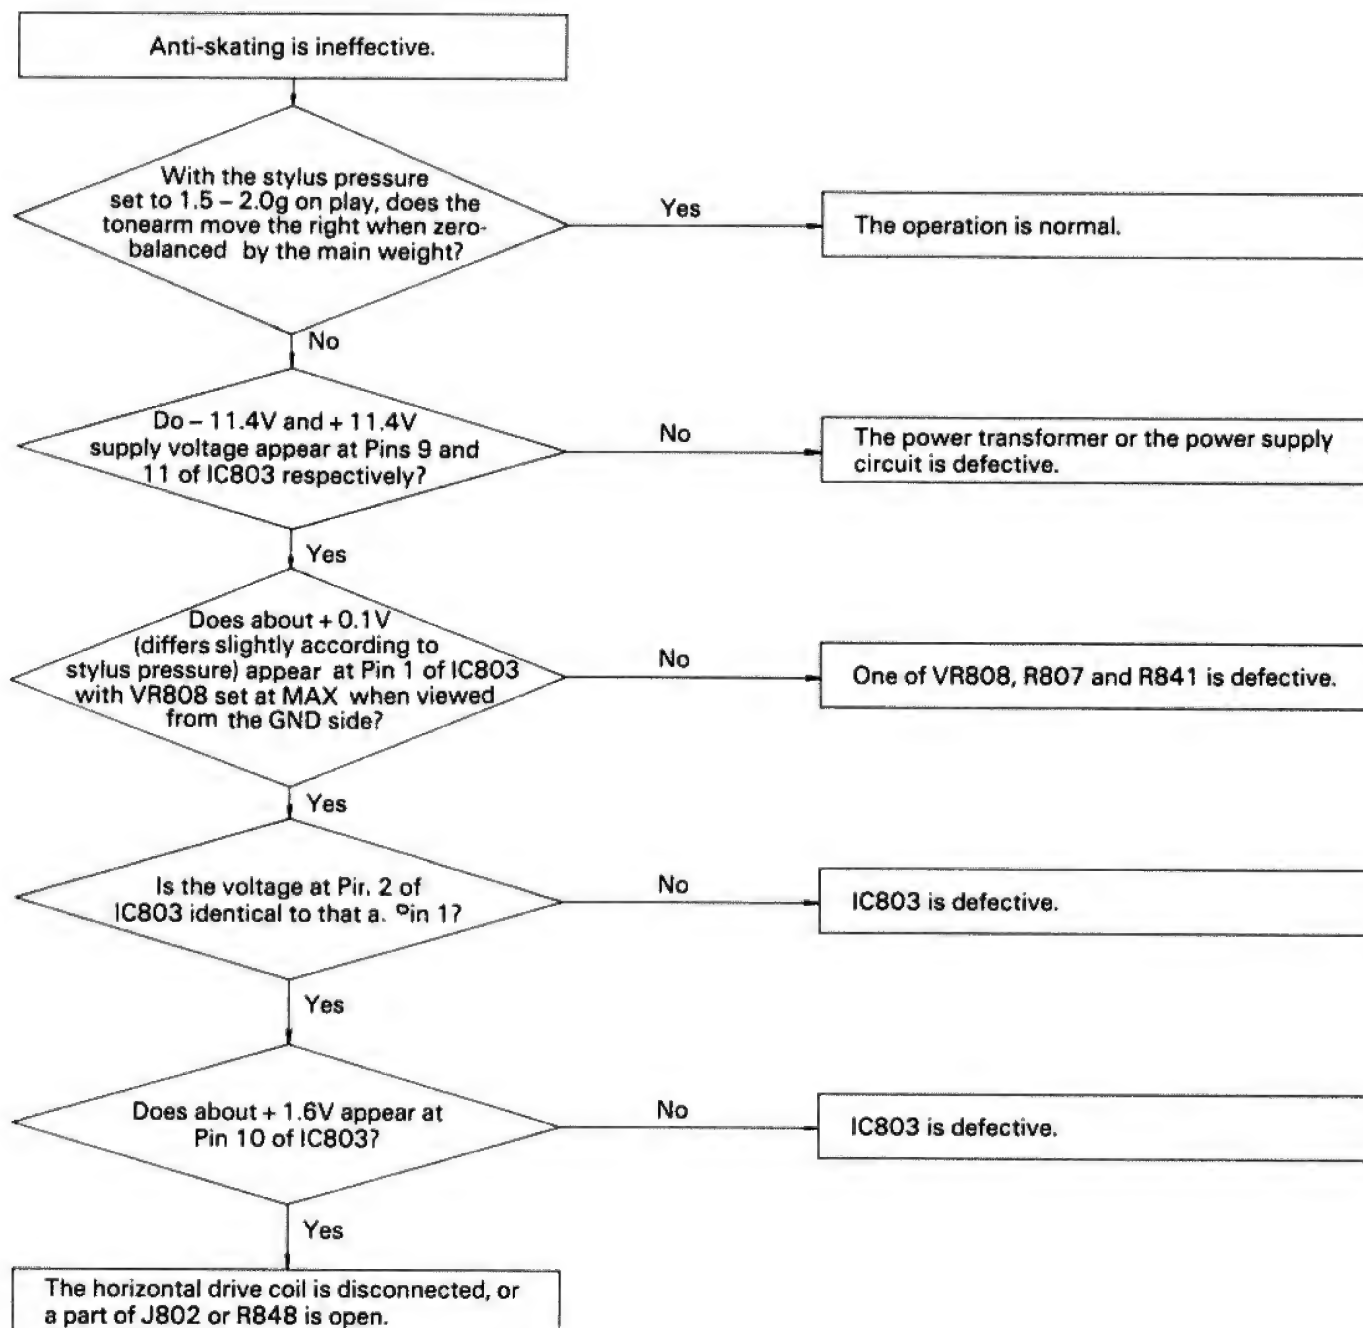 Anti-skating is ineffective.
With the stylus pressure
set to 1.5 – 2.0g on play, does the
tonearm move the right when zero-
balanced by the main weight?
Yes
The operation is normal.
No
Do – 11.4V and + 11.4V
supply voltage appear at Pins 9 and
11 of IC803 respectively?
No
The power transformer or the power supply
circuit is defective.
Yes
Does about + 0.1V
(differs slightly according to
stylus pressure) appear at Pin 1 of IC803
with VR808 set at MAX when viewed
from the GND side?
No
One of VR808, R807 and R841 is defective.
Yes
Is the voltage at Pin 2 of
IC803 identical to that a. Pin 1?
No
IC803 is defective.
Yes
Does about + 1.6V appear at
Pin 10 of IC803?
No
IC803 is defective.
Yes
The horizontal drive coil is disconnected, or
a part of J802 or R848 is open.